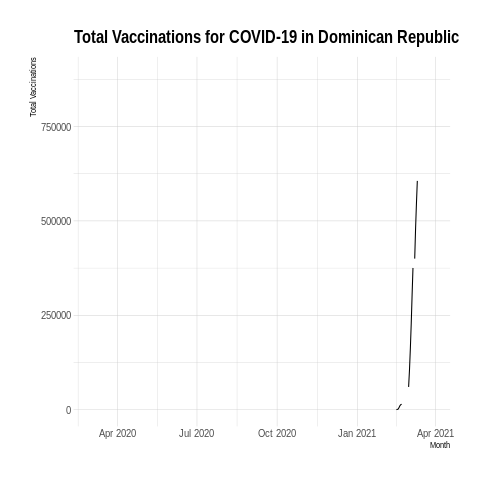 Total Vaccinations for COVID-19 in Dominican Republic
Total Vaccinations
750000
500000
250000
0
Apr 2020 Jul 2020 Oct 2020 Jan 2021 Apr 2021
Month